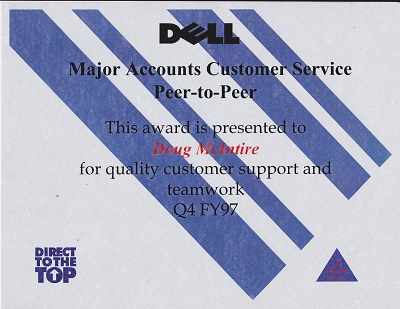 DELL
Major Accounts Customer Service
Peer-to-Peer
This award is presented to
Doug McIntire
for quality customer support and
teamwork
Q4 FY97
DIRECT
TO THE
TOP